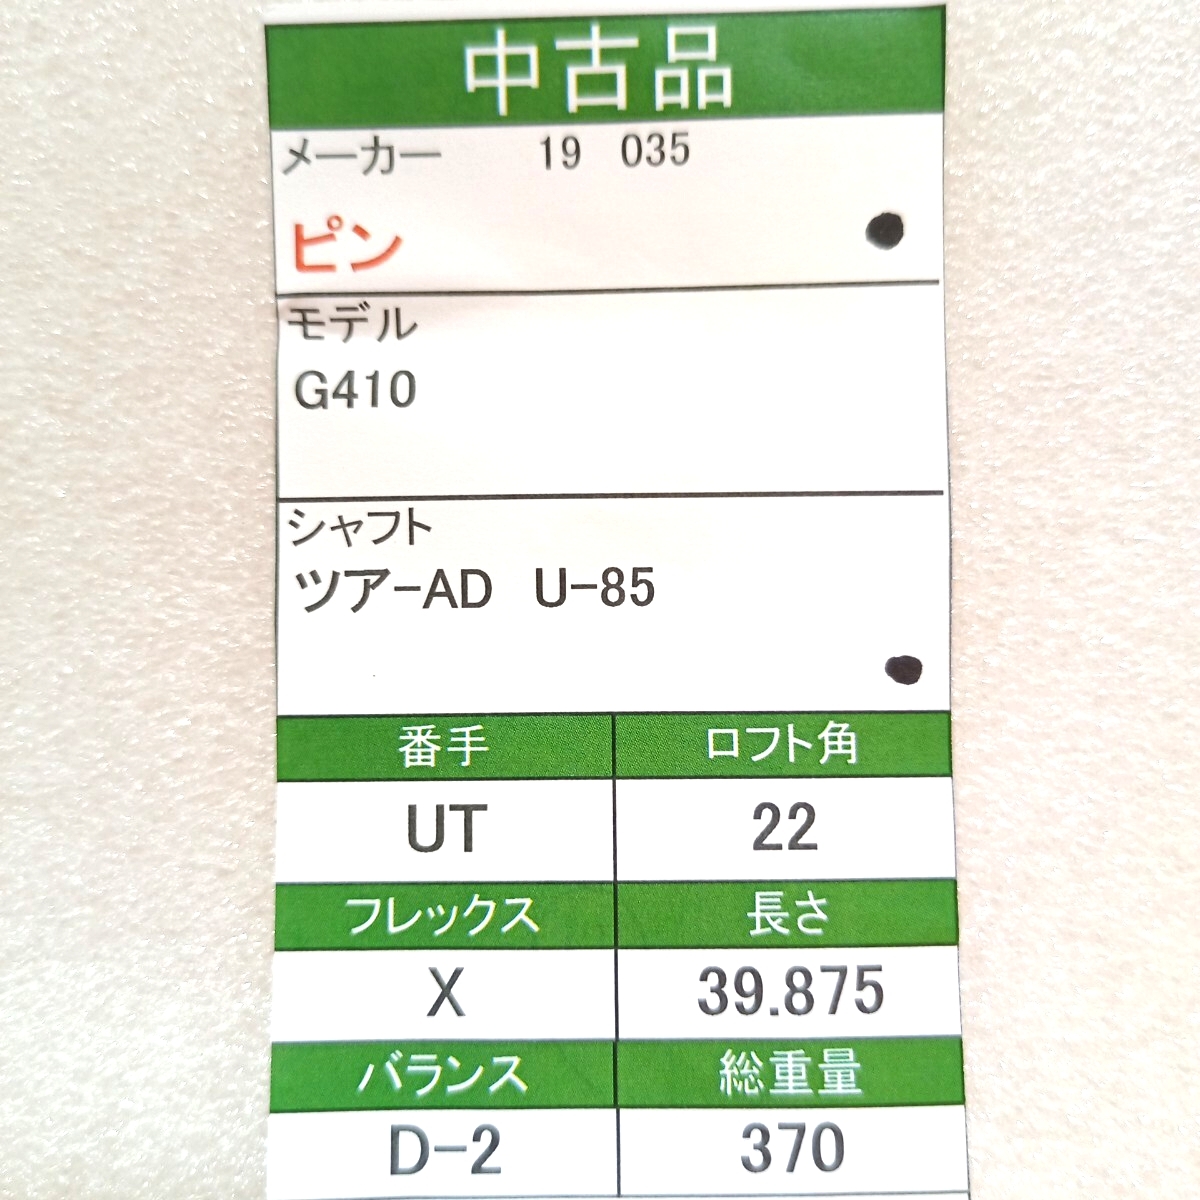 中古品
メーカー 19 035
ピン
モデル
G410
シャフト
ツアーAD U-85
番手 ロフト角
UT 22
フレックス 長さ
X 39.875
バランス 総重量
D-2 370